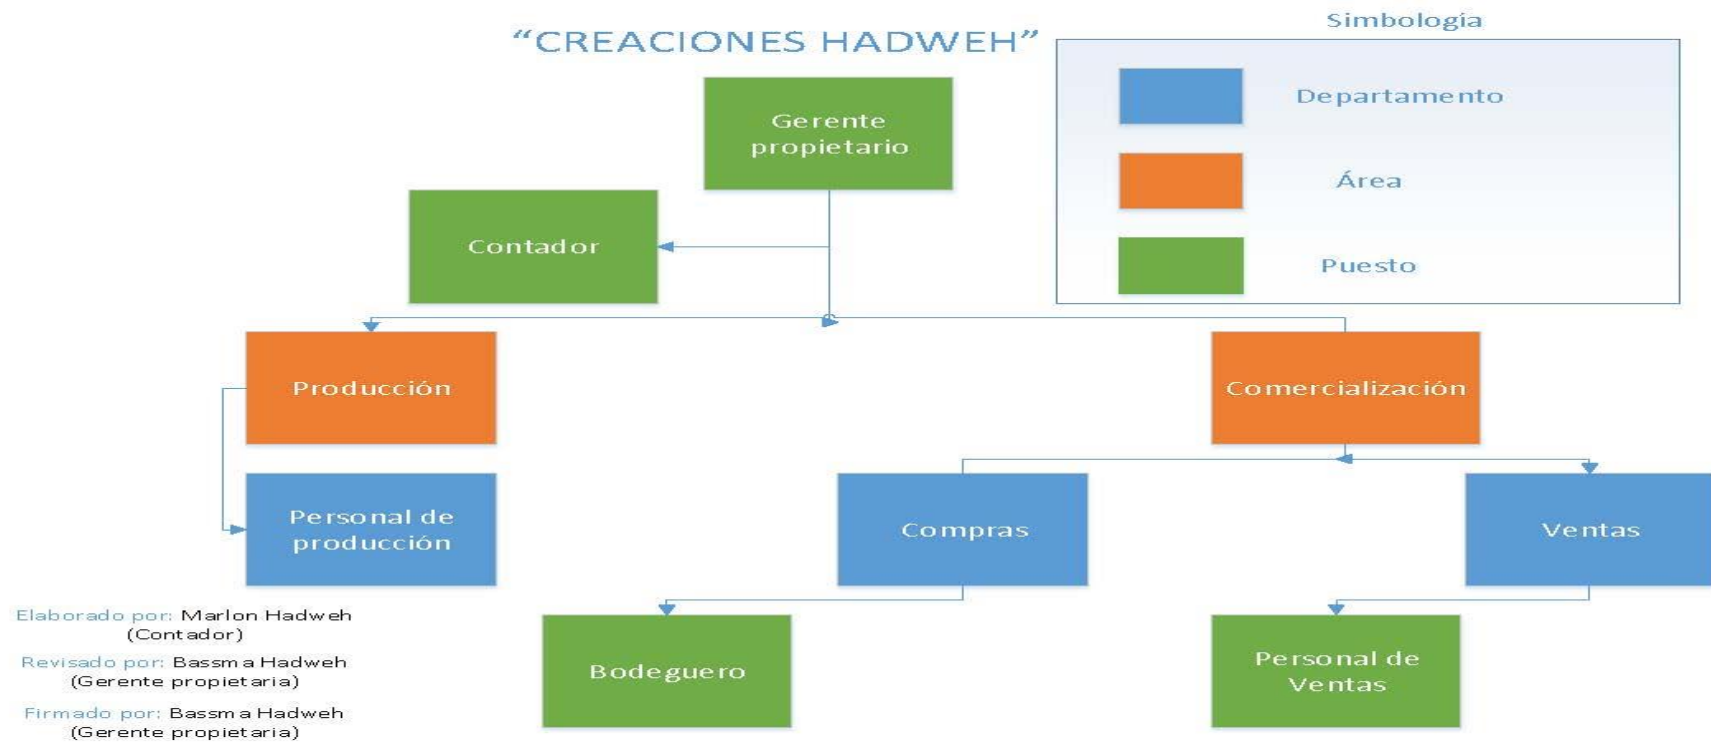 “CREACIONES HADWEH”
Simbología
Departamento
Área
Puesto
Gerente
propietario
Contador
Producción
Comercialización
Personal de
producción
Compras
Ventas
Bodeguero
Personal de
Ventas
Elaborado por: Marlon Hadweh
(Contador)
Revisado por: Bassma Hadweh
(Gerente propietaria)
Firmado por: Bassma Hadweh
(Gerente propietaria)